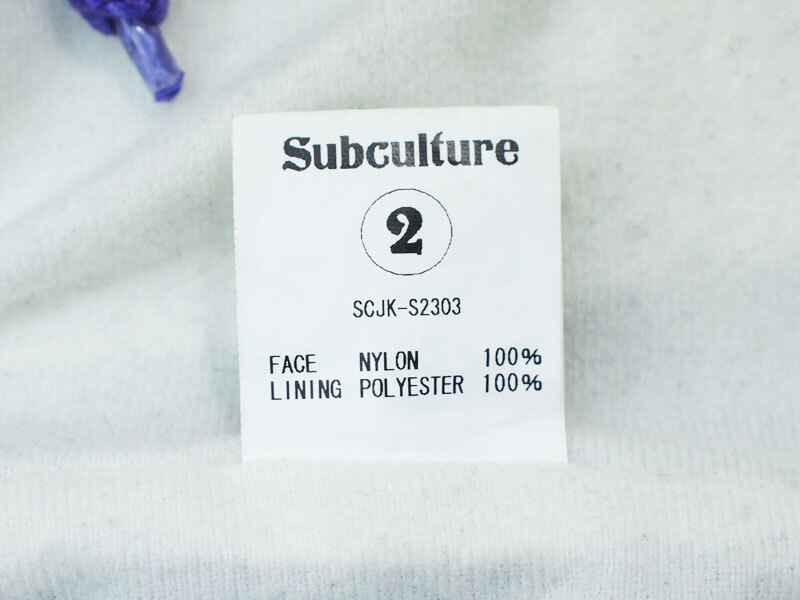 Subculture
2
SCJK-S2303
FACE NYLON 100%
LINING POLYESTER 100%